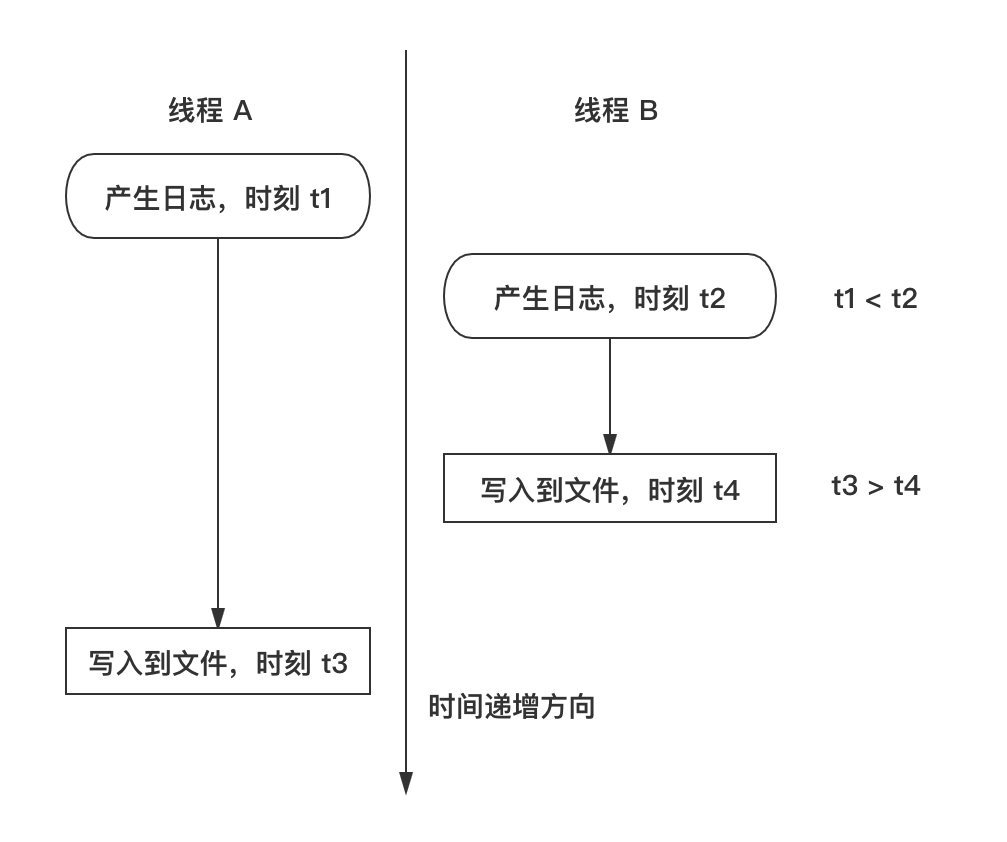 线程 A
线程 B
产生日志，时刻 t1
产生日志，时刻 t2
t1 < t2
写入到文件，时刻 t4
t3 > t4
写入到文件，时刻 t3
时间递增方向